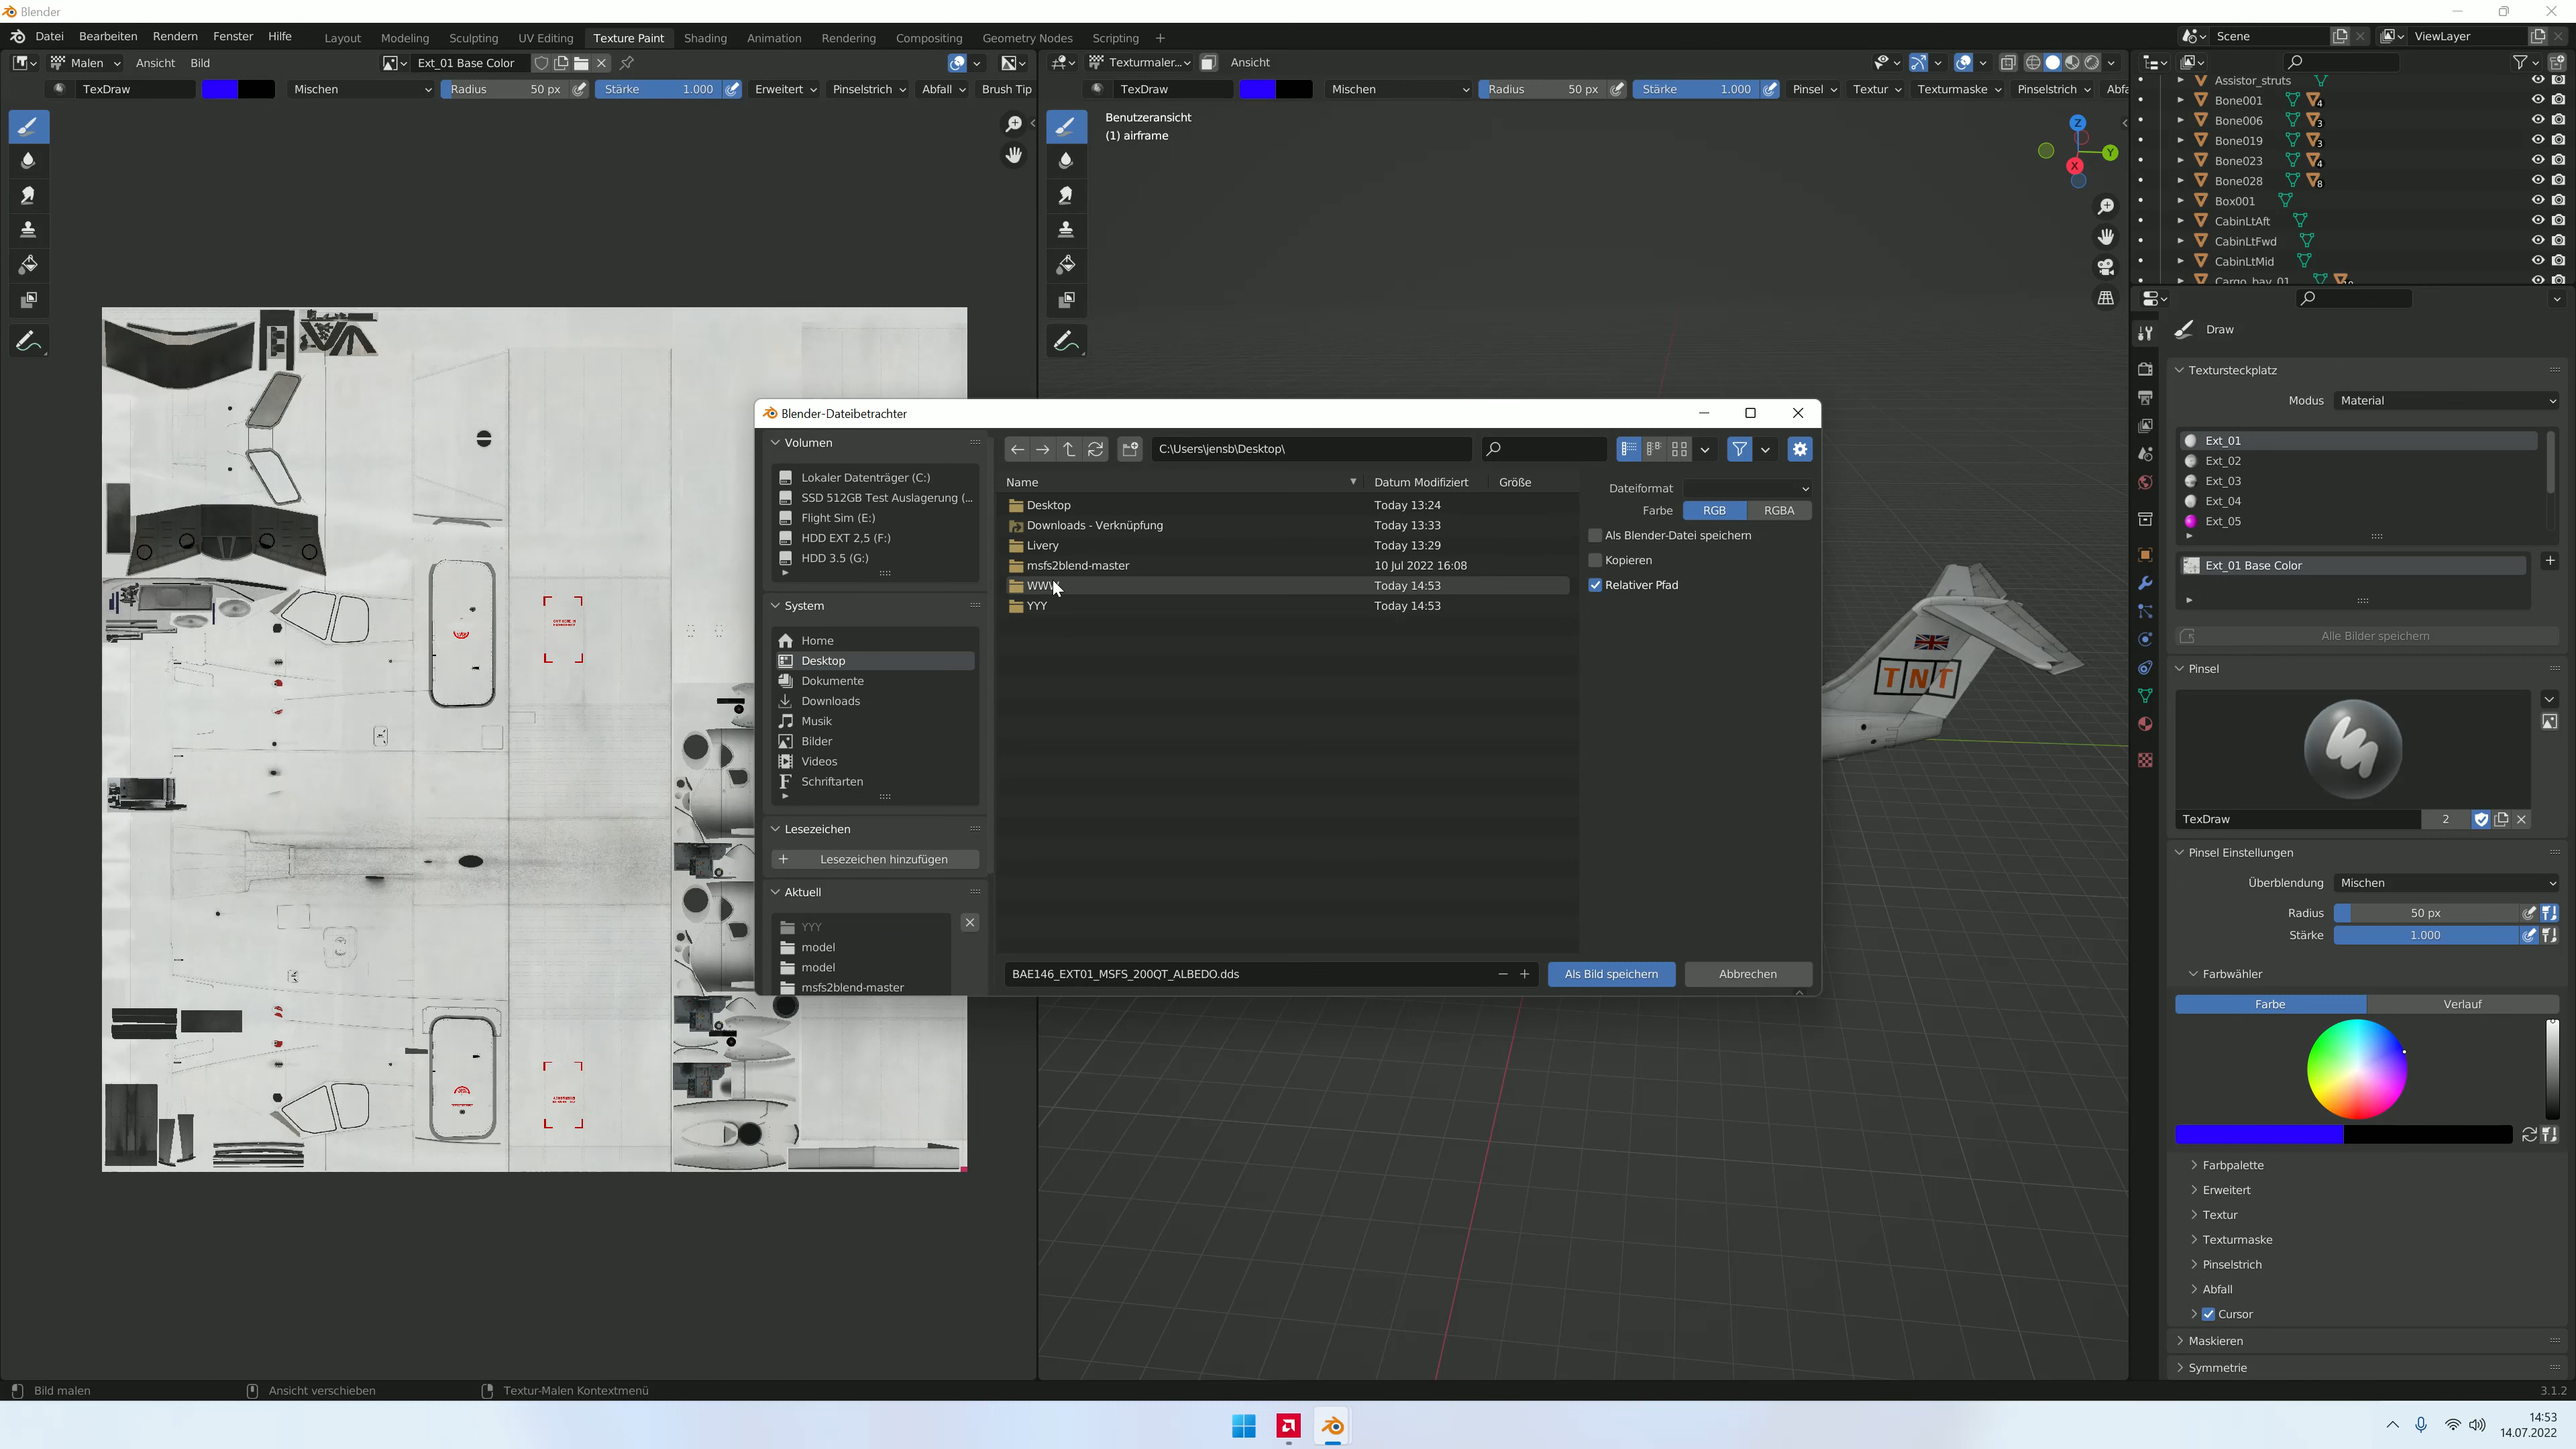 Blender
Datei Bearbeiten Rendern Fenster Hilfe Layout Modeling Sculpting UV Editing Texture Paint Shading Animation Rendering Compositing Geometry Nodes Scripting + Scene ViewLayer
Malen Ansicht Bild Ext_01 Base Color Texturmaler... Ansicht
TexDraw Mischen Radius 50 px Stärke 1.000 Erweitert Pinselstrich Abfall Brush Tip
TexDraw Mischen Radius 50 px Stärke 1.000 Pinsel Textur Texturmaske Pinselstrich Abfa
Benutzeransicht
(1) airframe
Z
Y
X
Assistor_struts
Bone001 4
Bone006 3
Bone019 3
Bone023 4
Bone028 8
Box001
CabinLtAft
CabinLtFwd
CabinLtMid
Cargo_bay_01
Draw
Textursteckplatz
Modus Material
Ext_01
Ext_02
Ext_03
Ext_04
Ext_05
Ext_01 Base Color
Alle Bilder speichern
Pinsel
TexDraw 2
Pinsel Einstellungen
Überblendung Mischen
Radius 50 px
Stärke 1.000
Farbwähler
Farbe Verlauf
Farbpalette
Erweitert
Textur
Texturmaske
Pinselstrich
Abfall
Cursor
Maskieren
Symmetrie
TNT
Blender-Dateibetrachter
Volumen
Lokaler Datenträger (C:)
SSD 512GB Test Auslagerung (...
Flight Sim (E:)
HDD EXT 2,5 (F:)
HDD 3.5 (G:)
System
Home
Desktop
Dokumente
Downloads
Musik
Bilder
Videos
Schriftarten
Lesezeichen
+ Lesezeichen hinzufügen
Aktuell
YYY
model
model
msfs2blend-master
C:\Users\jensb\Desktop\
Name Datum Modifiziert Größe
Desktop Today 13:24
Downloads - Verknüpfung Today 13:33
Livery Today 13:29
msfs2blend-master 10 Jul 2022 16:08
WWW Today 14:53
YYY Today 14:53
Dateiformat
Farbe RGB RGBA
Als Blender-Datei speichern
Kopieren
Relativer Pfad
BAE146_EXT01_MSFS_200QT_ALBEDO.dds Als Bild speichern Abbrechen
Bild malen Ansicht verschieben Textur-Malen Kontextmenü 3.1.2
14:53
14.07.2022